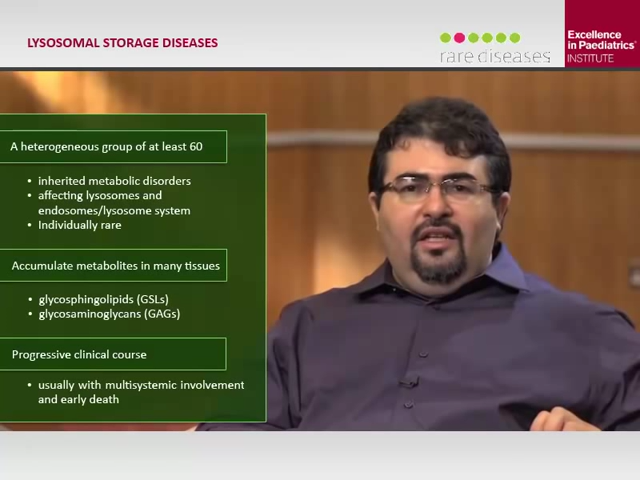 LYSOSOMAL STORAGE DISEASES
rare diseases
Excellence
in Paediatrics
INSTITUTE
A heterogeneous group of at least 60
• inherited metabolic disorders
• affecting lysosomes and
endosomes/lysosome system
• Individually rare
Accumulate metabolites in many tissues
• glycosphingolipids (GSLs)
• glycosaminoglycans (GAGs)
Progressive clinical course
• usually with multisystemic involvement
and early death